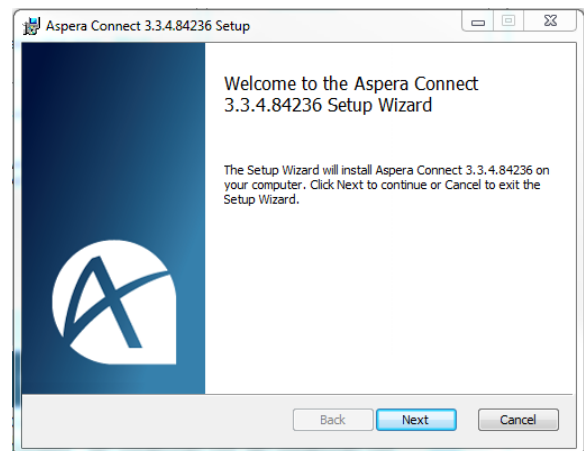 Aspera Connect 3.3.4.84236 Setup
Welcome to the Aspera Connect
3.3.4.84236 Setup Wizard
The Setup Wizard will install Aspera Connect 3.3.4.84236 on
your computer. Click Next to continue or Cancel to exit the
Setup Wizard.
Back Next Cancel